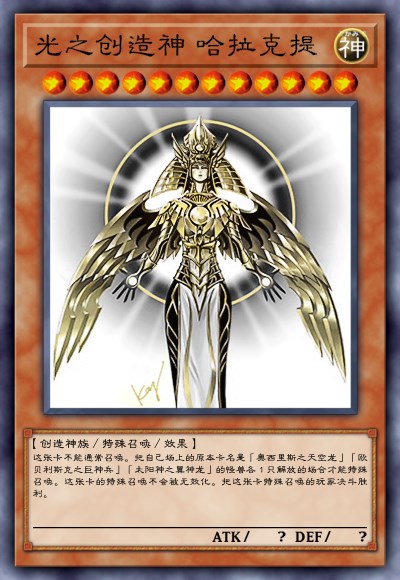 光之创造神 哈拉克提
神
【创造神族／特殊召唤／效果】
这张卡不能通常召唤。把自己场上的原本卡名是「奥西里斯之天空龙」「欧
贝利斯克之巨神兵」「太阳神之翼神龙」的怪兽各１只解放的场合才能特殊
召唤。这张卡的特殊召唤不会被无效化。把这张卡特殊召唤的玩家决斗胜
利。
ATK/ ? DEF/ ?